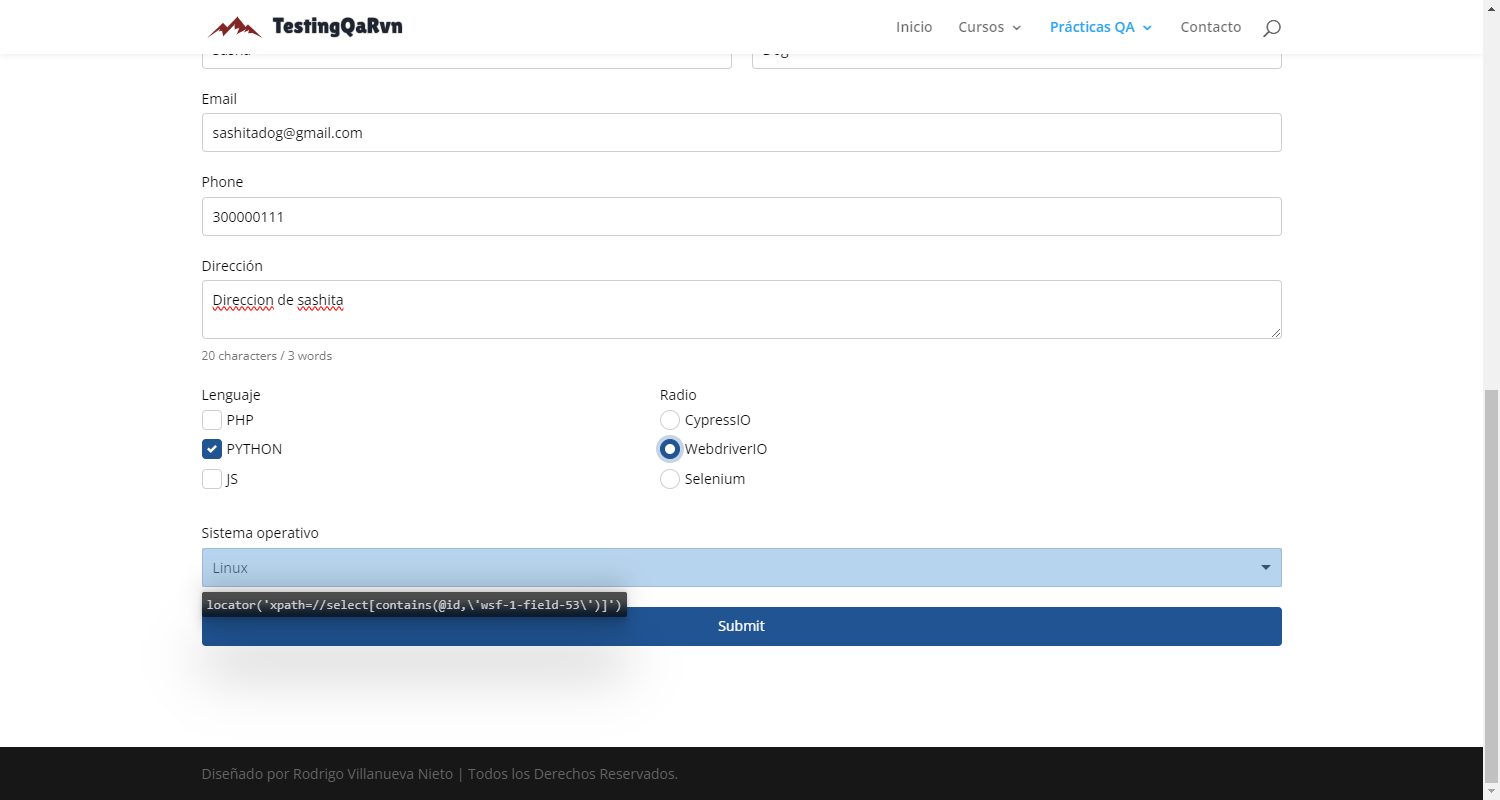 TestingQaRvn
Inicio Cursos Prácticas QA Contacto
Email
sashitadog@gmail.com
Phone
300000111
Dirección
Direccion de sashita
20 characters / 3 words
Lenguaje
PHP
PYTHON
JS
Radio
CypressIO
WebdriverIO
Selenium
Sistema operativo
Linux
locator('xpath=//select[contains(@id,\'wsf-1-field-53\')]')
Submit
Diseñado por Rodrigo Villanueva Nieto | Todos los Derechos Reservados.